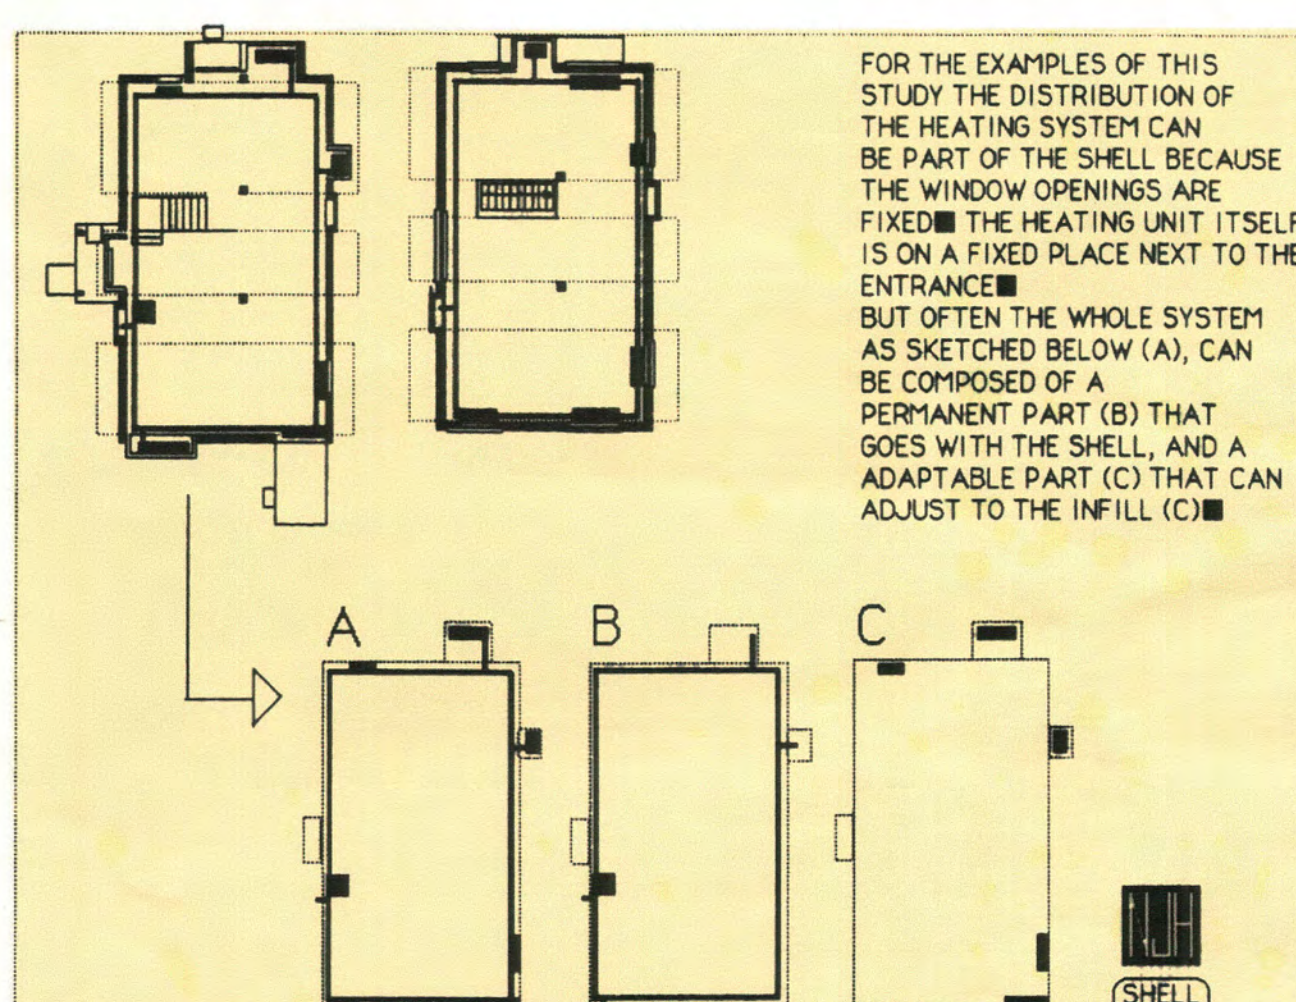 FOR THE EXAMPLES OF THIS
STUDY THE DISTRIBUTION OF
THE HEATING SYSTEM CAN
BE PART OF THE SHELL BECAUSE
THE WINDOW OPENINGS ARE
FIXED■ THE HEATING UNIT ITSELF
IS ON A FIXED PLACE NEXT TO THE
ENTRANCE■
BUT OFTEN THE WHOLE SYSTEM
AS SKETCHED BELOW (A), CAN
BE COMPOSED OF A
PERMANENT PART (B) THAT
GOES WITH THE SHELL, AND A
ADAPTABLE PART (C) THAT CAN
ADJUST TO THE INFILL (C)■
A B C
NJH
SHELL